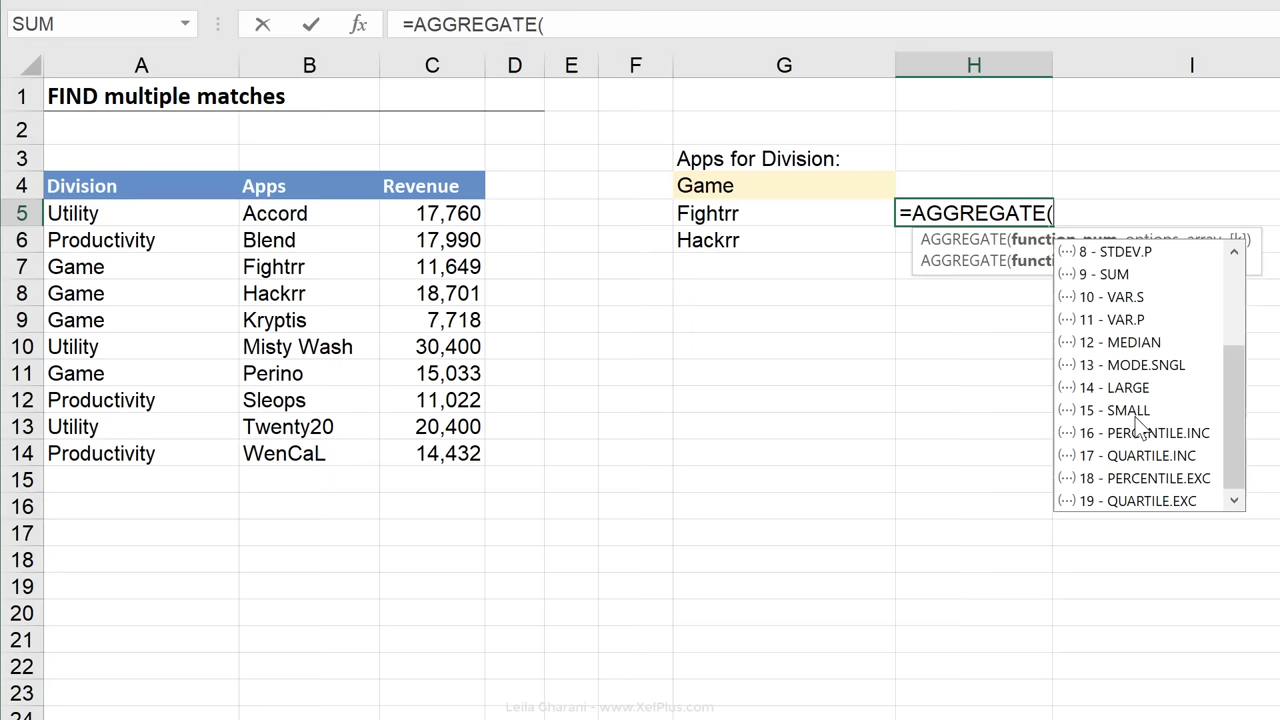 SUM =AGGREGATE(
A B C D E F G H I
1 FIND multiple matches
2
3 Apps for Division:
4 Division Apps Revenue Game
5 Utility Accord 17,760 Fightrr =AGGREGATE(
6 Productivity Blend 17,990 Hackrr AGGREGATE(function_num, options, array, [k])
7 Game Fightrr 11,649 AGGREGATE(functi 8 - STDEV.P
9 - SUM
8 Game Hackrr 18,701 10 - VAR.S
9 Game Kryptis 7,718 11 - VAR.P
10 Utility Misty Wash 30,400 12 - MEDIAN
11 Game Perino 15,033 13 - MODE.SNGL
12 Productivity Sleops 11,022 14 - LARGE
15 - SMALL
13 Utility Twenty20 20,400 16 - PERCENTILE.INC
14 Productivity WenCaL 14,432 17 - QUARTILE.INC
15 18 - PERCENTILE.EXC
16 19 - QUARTILE.EXC
17
18
19
20
21
22
23
24
Leila Gharani - www.XelPlus.com